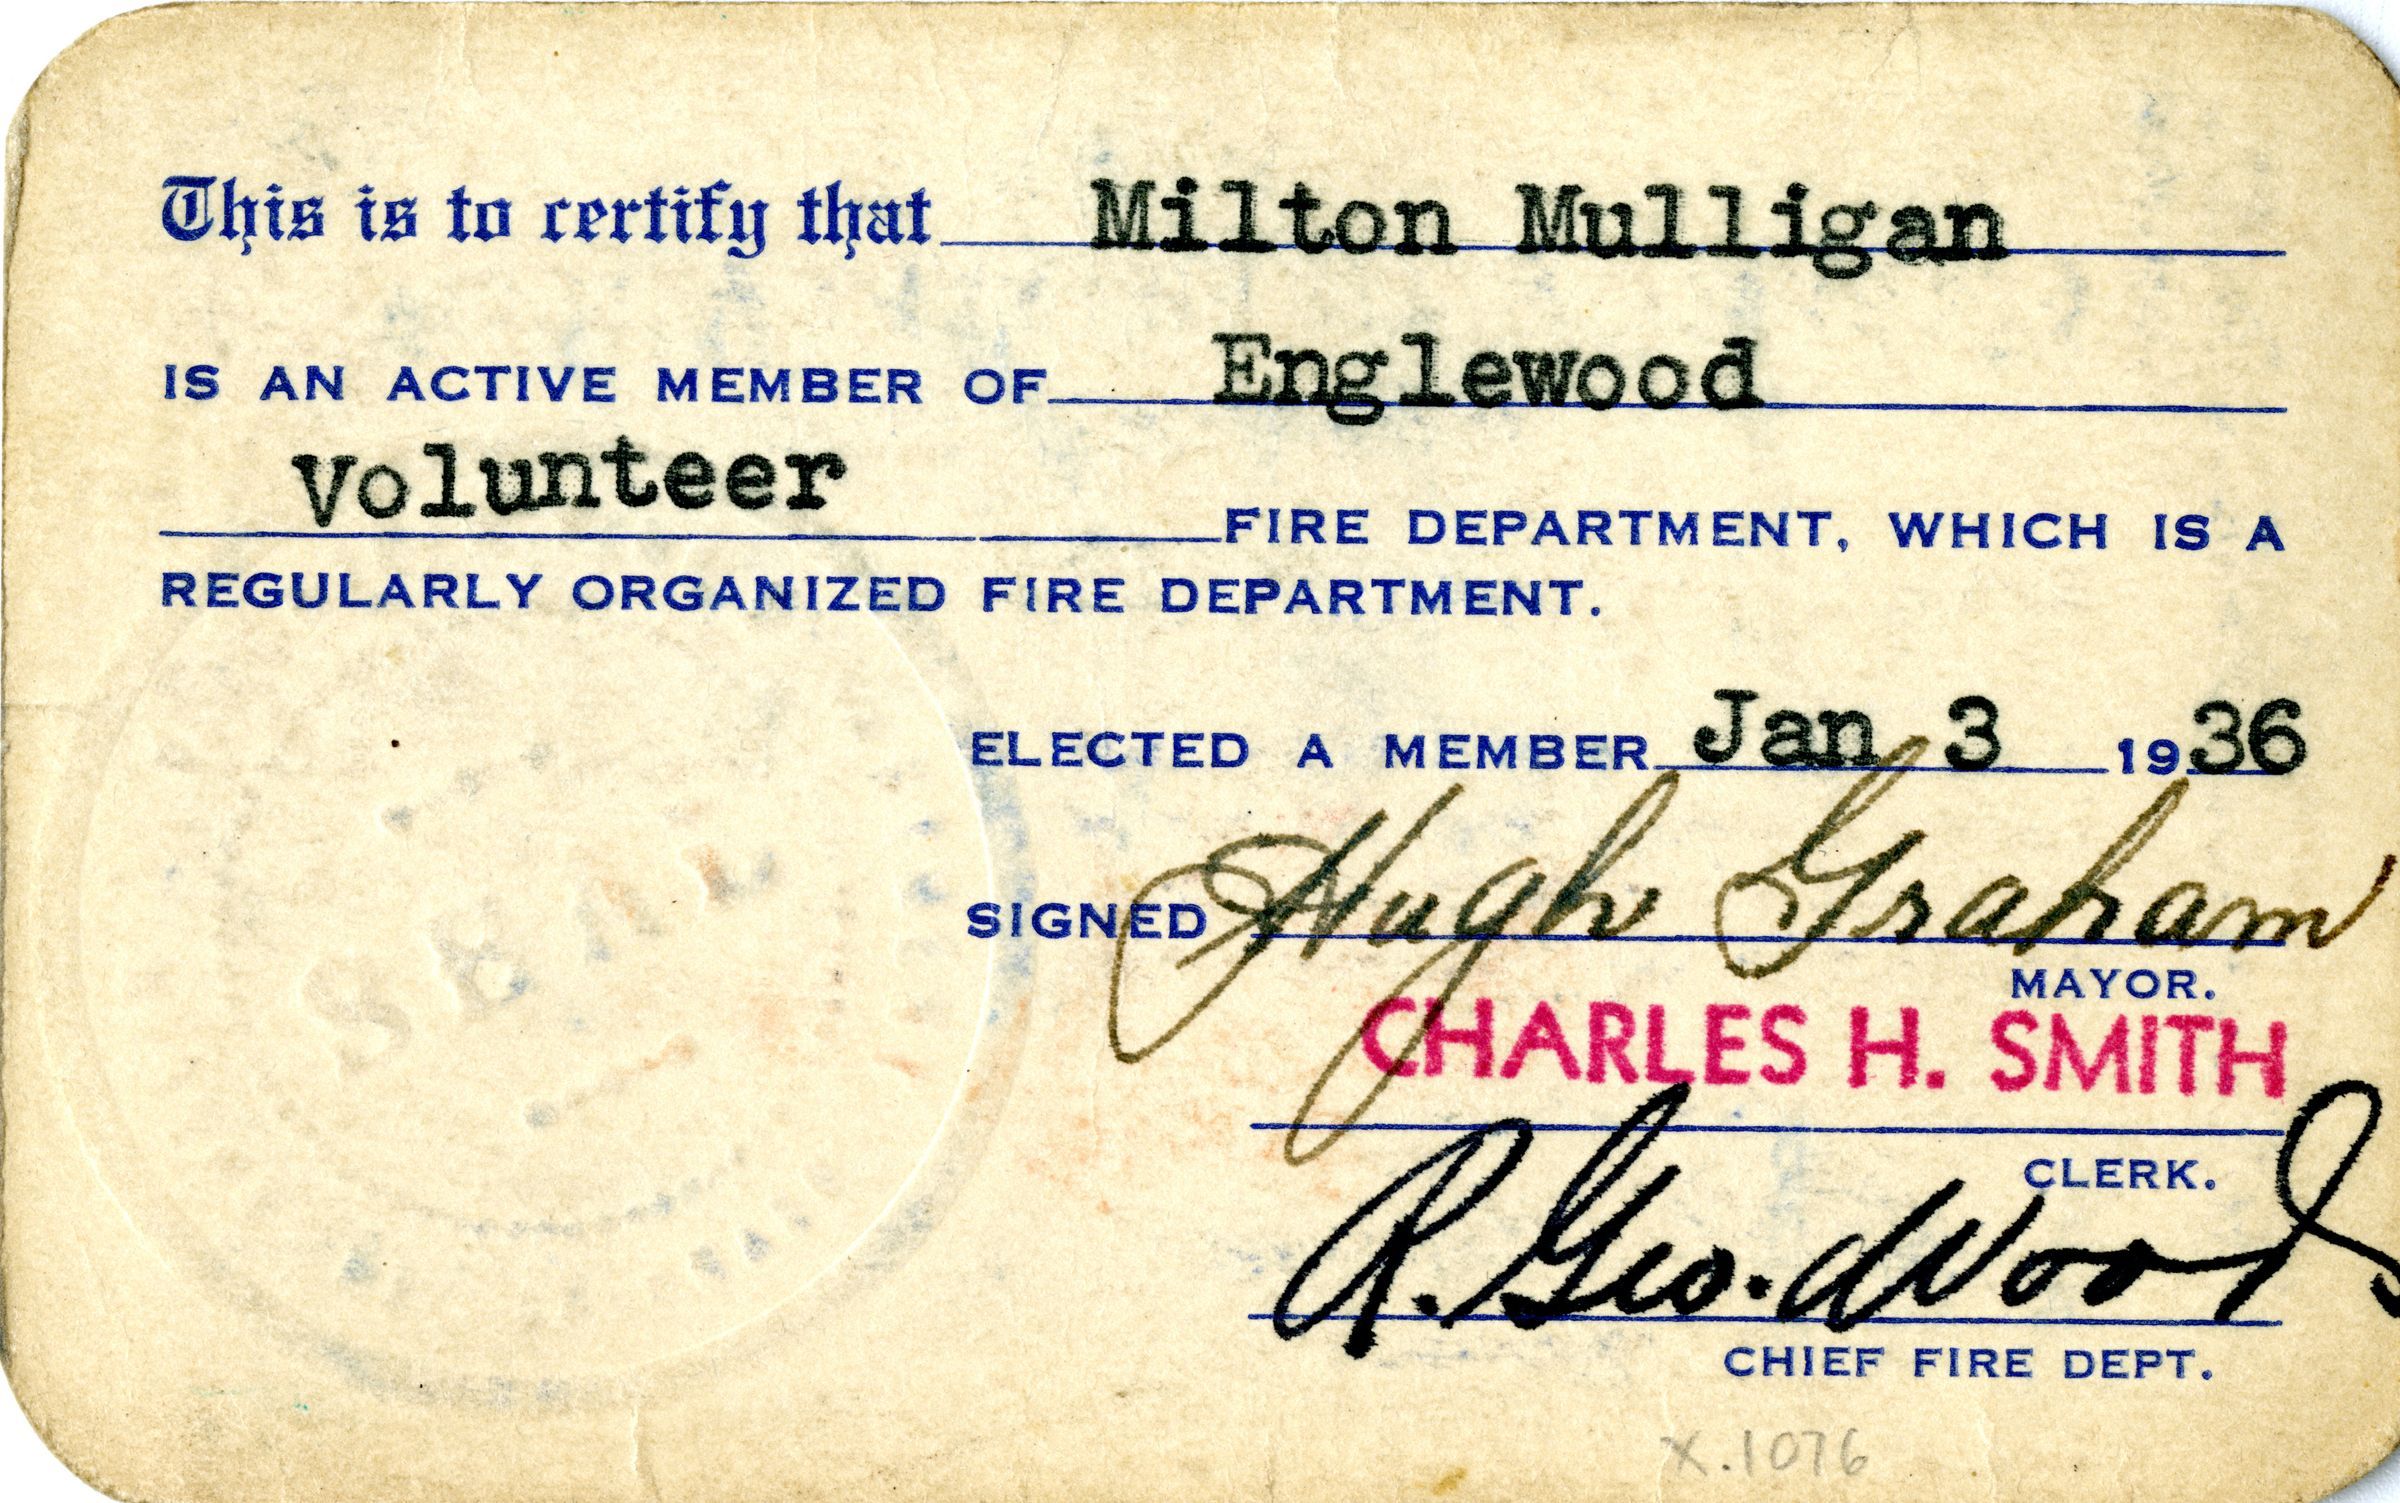 This is to certify that Milton Mulligan
IS AN ACTIVE MEMBER OF Englewood
Volunteer FIRE DEPARTMENT, WHICH IS A
REGULARLY ORGANIZED FIRE DEPARTMENT.
ELECTED A MEMBER Jan 3 1936
SIGNED Hugh Graham
MAYOR.
CHARLES H. SMITH
CLERK.
R. Geo. Woods
CHIEF FIRE DEPT.
X.1076
SEAL